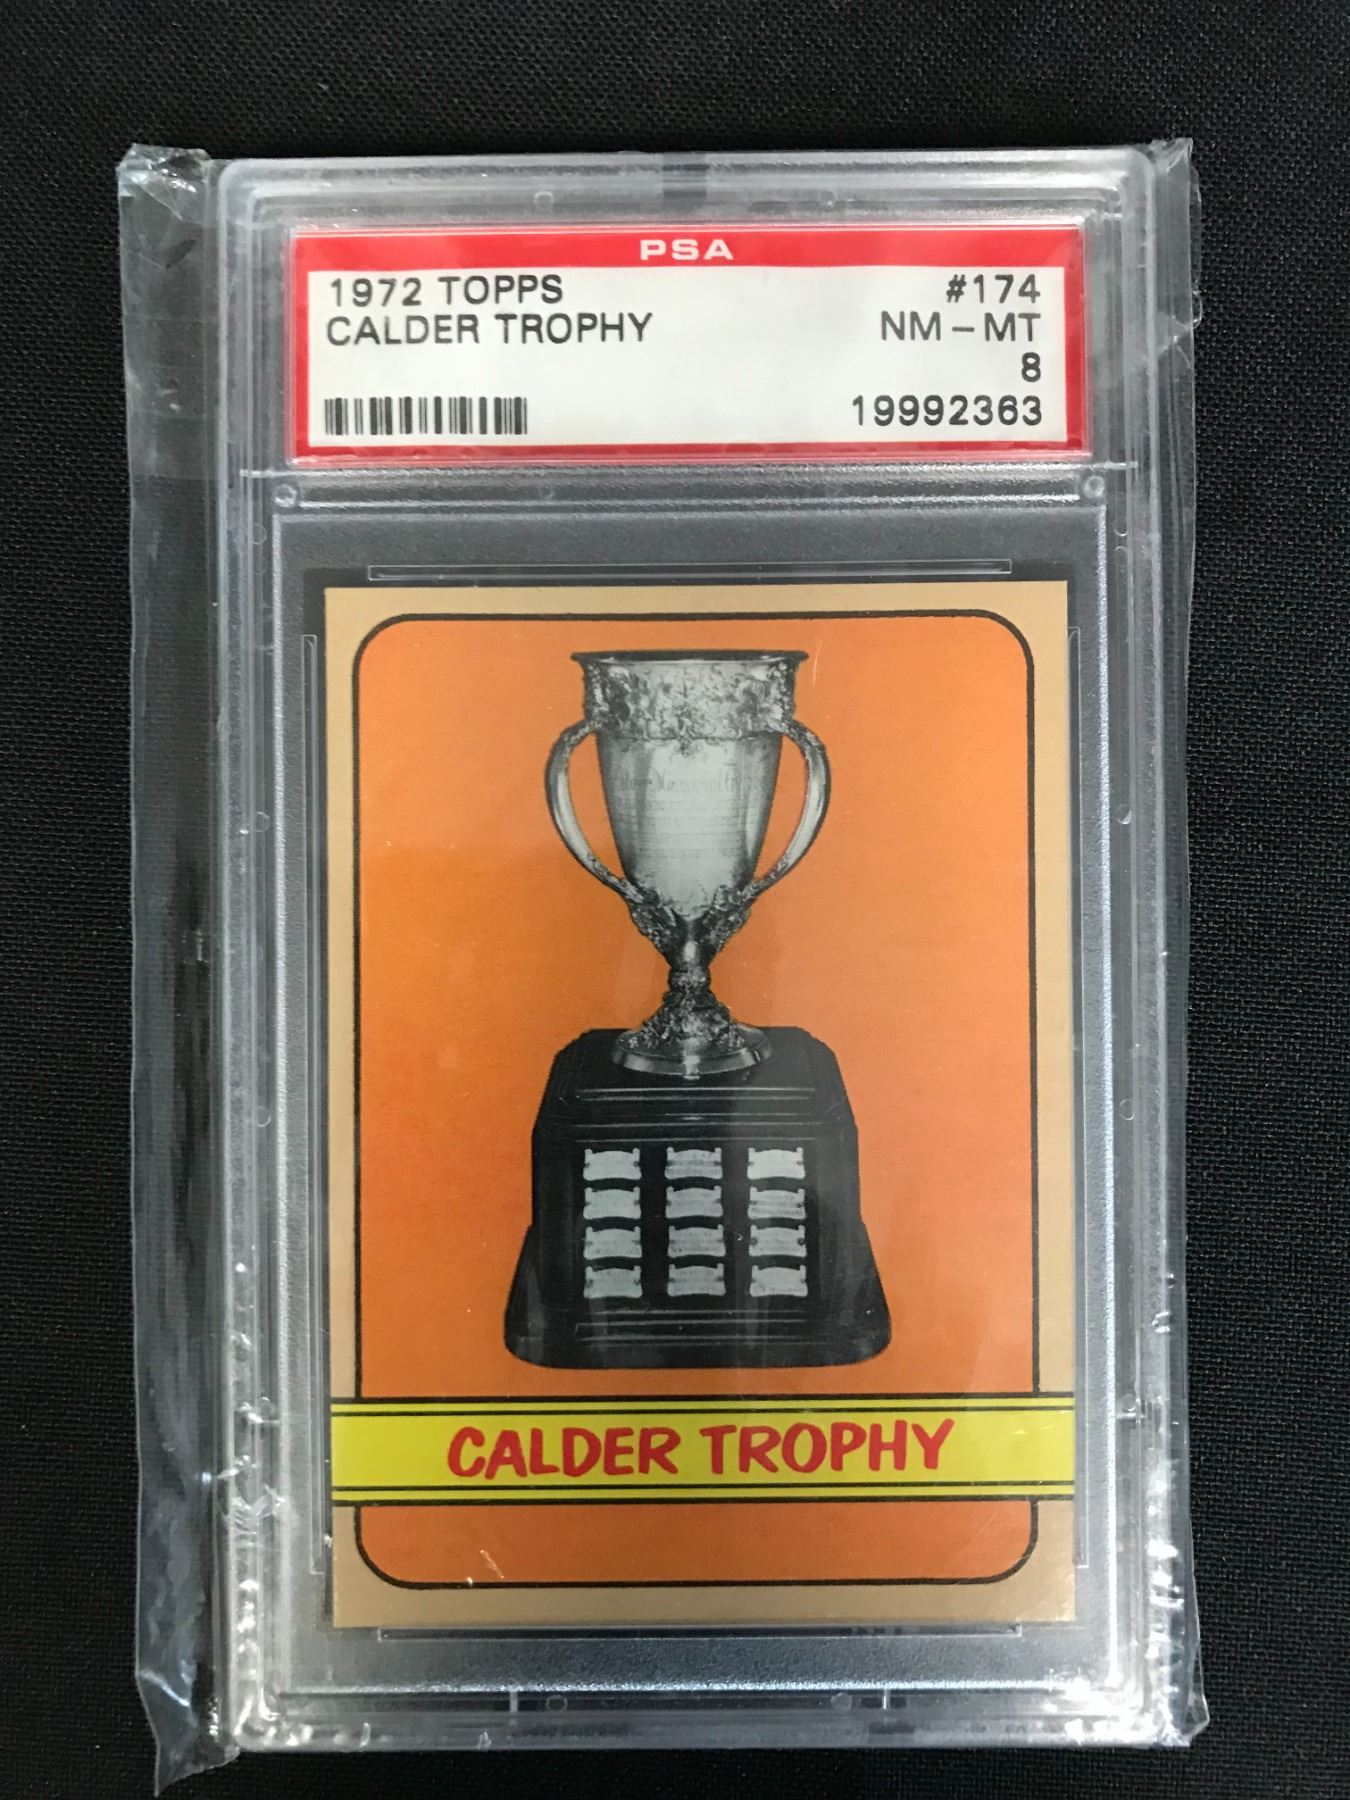 PSA
1972 TOPPS #174
CALDER TROPHY NM-MT
8
19992363
CALDER TROPHY